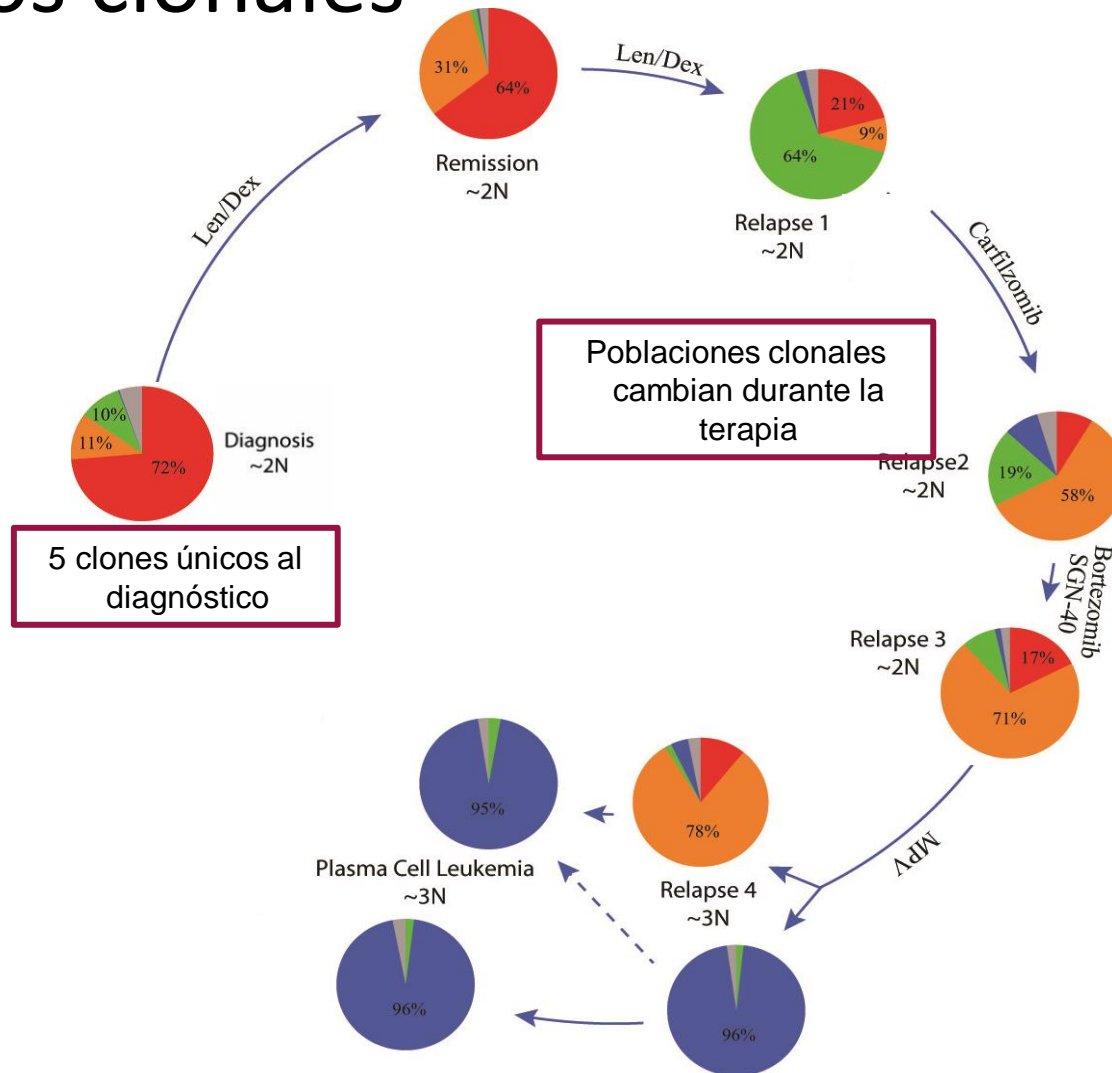 os clonales
31%
64%
Remission
~2N
Len/Dex
21%
9%
64%
Relapse 1
~2N
Len/Dex
Carfilzomib
Poblaciones clonales
cambian durante la
terapia
10%
11%
72%
Diagnosis
~2N
5 clones únicos al
diagnóstico
Relapse2
~2N
19%
58%
Bortezomib
SGN-40
Relapse 3
~2N
17%
71%
MPV
95%
Plasma Cell Leukemia
~3N
78%
Relapse 4
~3N
96%
96%